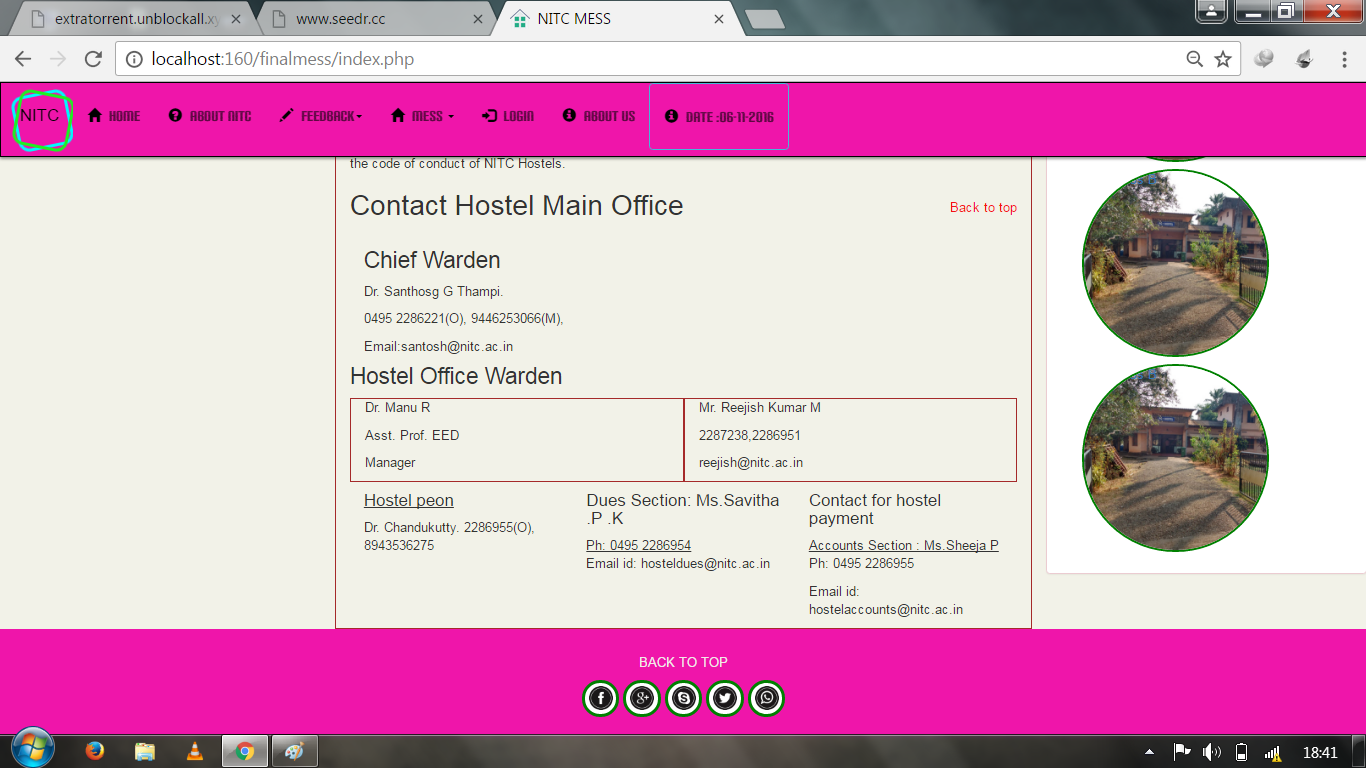 extratorrent.unblockall.xy
www.seedr.cc
NITC MESS
localhost:160/finalmess/index.php
NITC
HOME
ABOUT NITC
FEEDBACK
MESS
LOGIN
ABOUT US
DATE :06-11-2016
the code of conduct of NITC Hostels.
Contact Hostel Main Office
Back to top
Chief Warden
Dr. Santhosg G Thampi.
0495 2286221(O), 9446253066(M),
Email:santosh@nitc.ac.in
Hostel Office Warden
Dr. Manu R
Asst. Prof. EED
Manager
Mr. Reejish Kumar M
2287238,2286951
reejish@nitc.ac.in
Hostel peon
Dr. Chandukutty. 2286955(O),
8943536275
Dues Section: Ms.Savitha
.P .K
Ph: 0495 2286954
Email id: hosteldues@nitc.ac.in
Contact for hostel
payment
Accounts Section : Ms.Sheeja P
Ph: 0495 2286955
Email id:
hostelaccounts@nitc.ac.in
BACK TO TOP
18:41